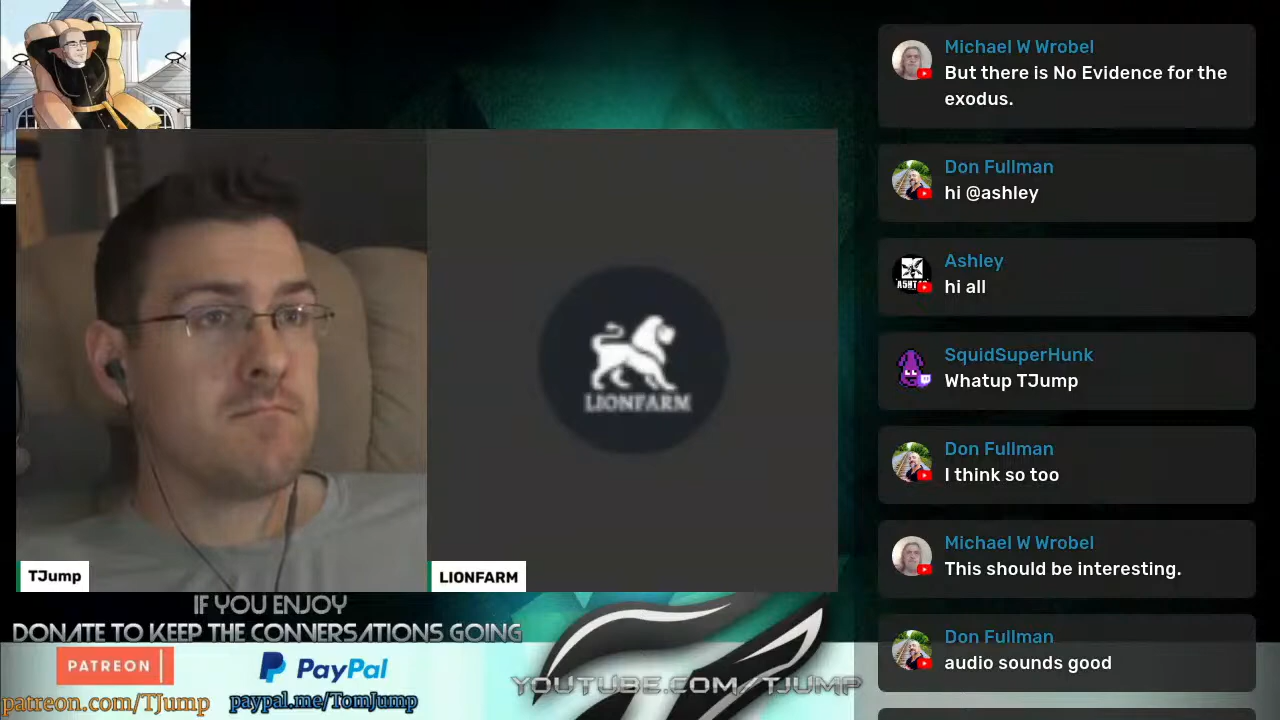 Michael W Wrobel
But there is No Evidence for the
exodus.
Don Fullman
hi @ashley
Ashley
hi all
SquidSuperHunk
Whatup TJump
Don Fullman
I think so too
Michael W Wrobel
This should be interesting.
Don Fullman
audio sounds good
LIONFARM
TJump
LIONFARM
IF YOU ENJOY
DONATE TO KEEP THE CONVERSATIONS GOING
PATREON
PayPal
patreon.com/TJump
paypal.me/TomJump
YOUTUBE.COM/TJUMP